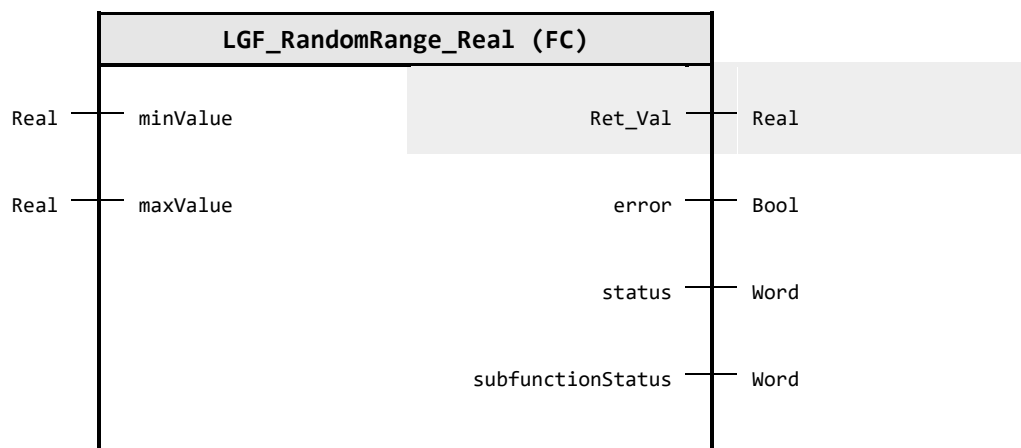 LGF_RandomRange_Real (FC)
Real minValue Ret_Val Real
Real maxValue error Bool
status Word
subfunctionStatus Word